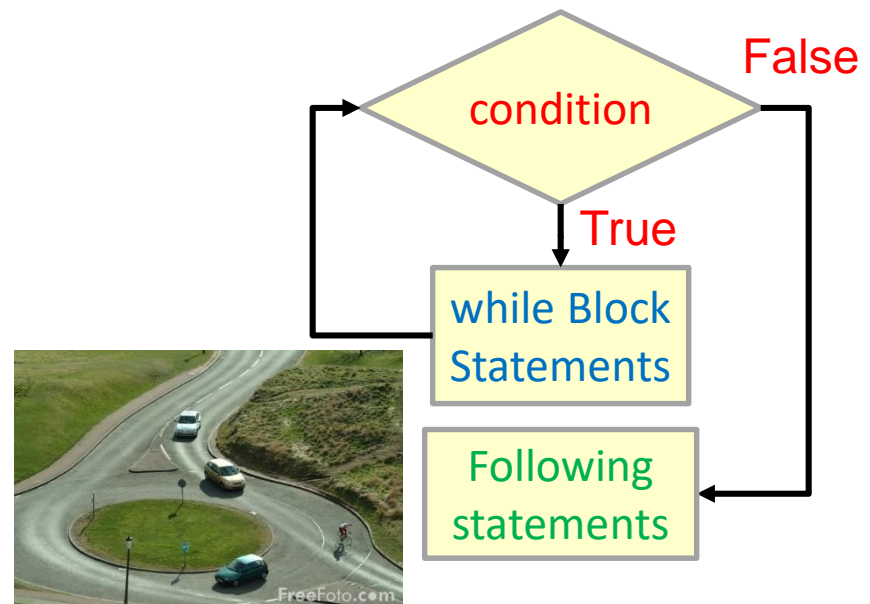 False
condition
True
while Block
Statements
Following
statements
FreeFoto.com